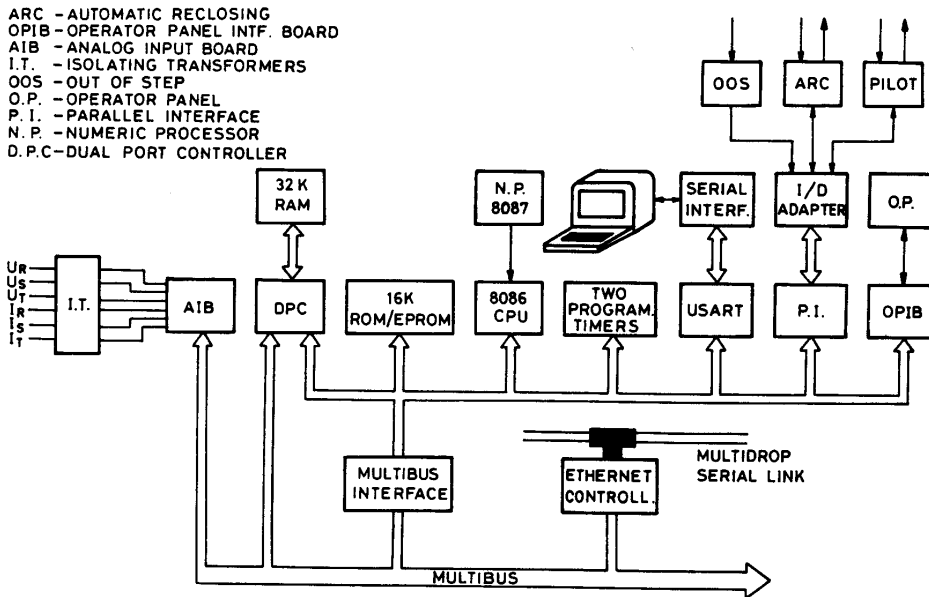 ARC - AUTOMATIC RECLOSING
OPIB - OPERATOR PANEL INTF. BOARD
AIB - ANALOG INPUT BOARD
I.T. - ISOLATING TRANSFORMERS
OOS - OUT OF STEP
O.P. - OPERATOR PANEL
P.I. - PARALLEL INTERFACE
N.P. - NUMERIC PROCESSOR
D.P.C - DUAL PORT CONTROLLER
OOS
ARC
PILOT
32K
RAM
N.P.
8087
SERIAL
INTERF.
I/D
ADAPTER
O.P.
UR
US
UT
IR
IS
IT
I.T.
AIB
DPC
16K
ROM/EPROM
8086
CPU
TWO
PROGRAM.
TIMERS
USART
P.I.
OPIB
MULTIBUS
INTERFACE
ETHERNET
CONTROLL.
MULTIDROP
SERIAL LINK
MULTIBUS